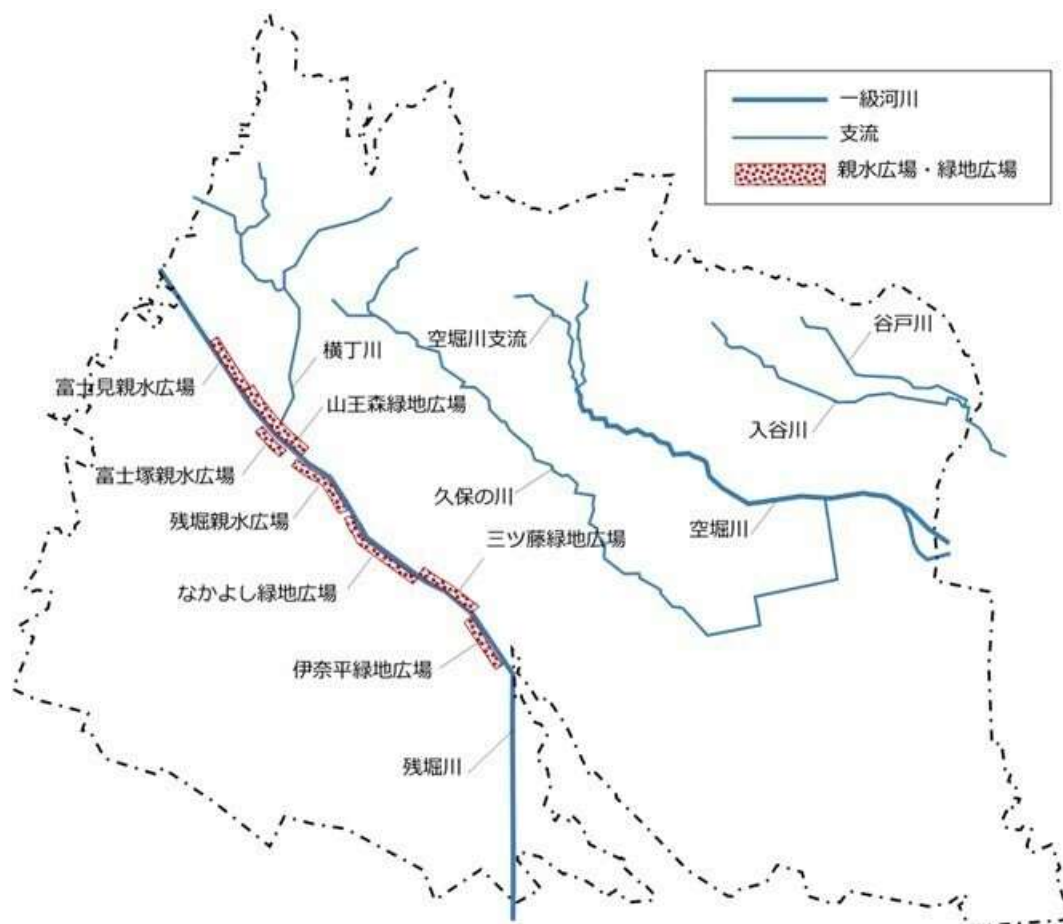 一級河川
支流
親水広場・緑地広場
谷戸川
空堀川支流
横丁川
富士見親水広場
山王森緑地広場
入谷川
富士塚親水広場
久保の川
残堀親水広場
空堀川
三ツ藤緑地広場
なかよし緑地広場
伊奈平緑地広場
残堀川